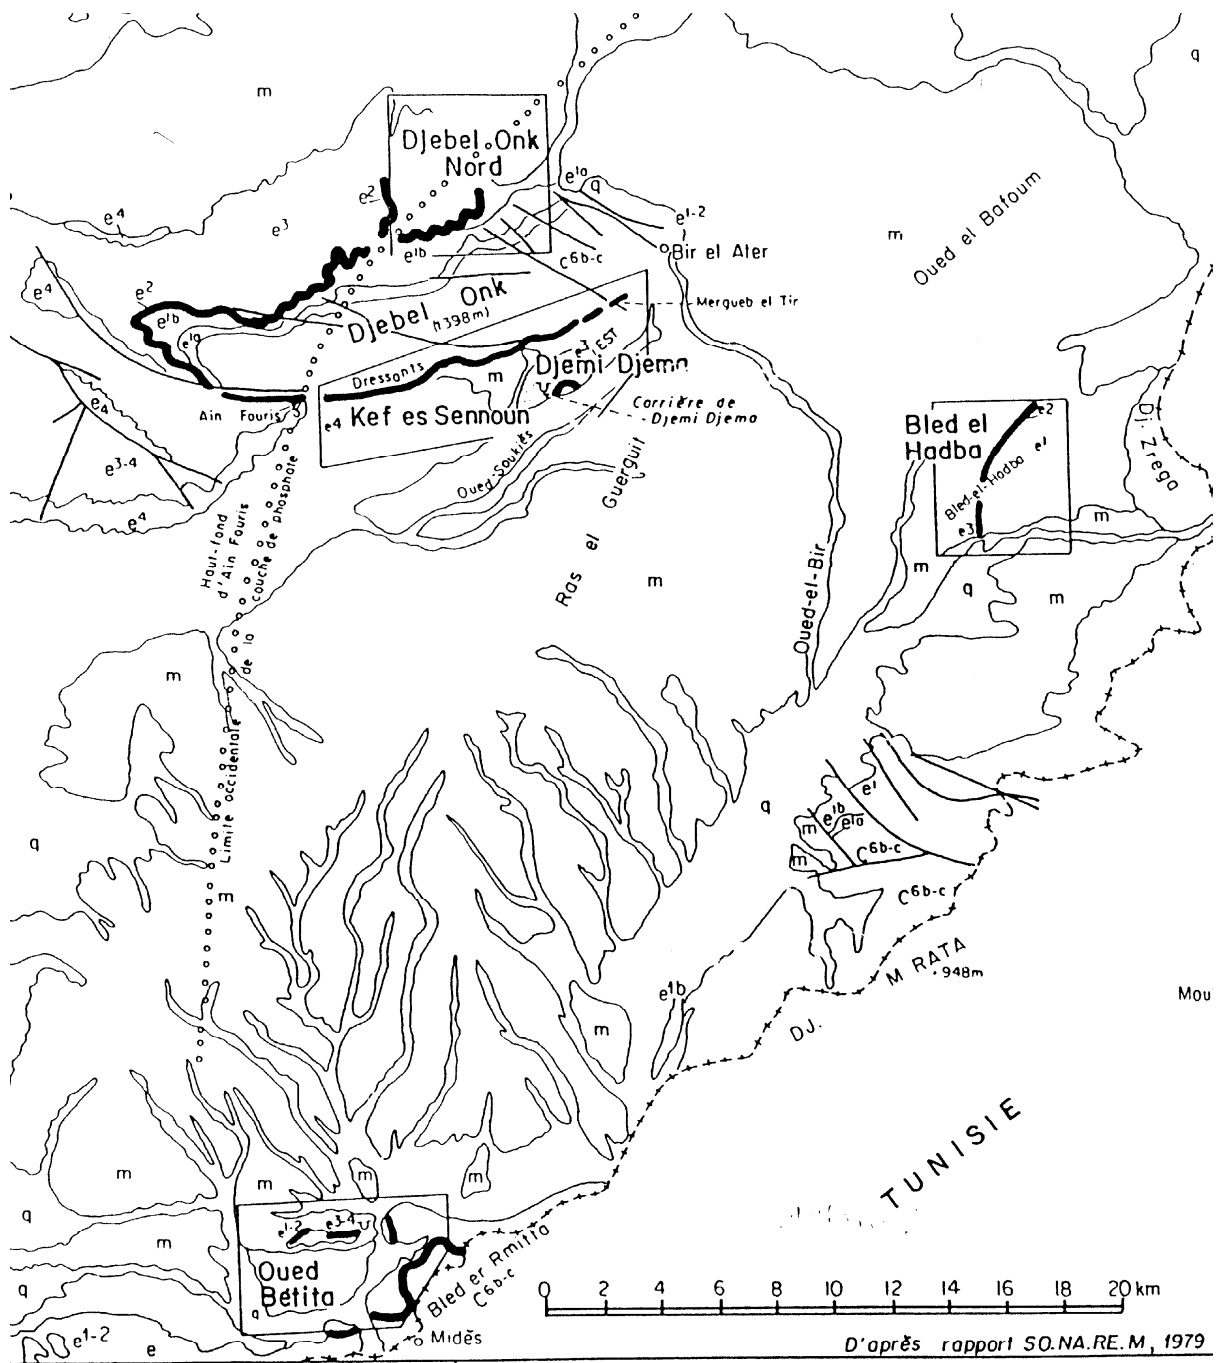 q
m
Djebel Onk
Nord
e2
e1a
q
e4
e3
e1-2
m
Oued el Bafoum
e1b
Bir el Ater
C6b-c
e4
e2
Djebel Onk
(1398m)
Mergueb el Tir
e1b
e1a
e3
EST
Djemi Djema
Dressants
m
Ain Fouris
e4
Kef es Sennoun
Carrière de
Djemi Djema
Bled el
Hadba
e2
e1
Dj. Zrega
e4
e3-4
Oued-Soukiès
Bled-el-Hadba
e4
e3
m
Haut-fond
d'Ain Fouris
Limite occidentale de la couche de phosphate
Ras el Guerguit
m
Oued-el-Bir
m
q
m
m
q
q
e1
e1b
m
e1a
m
C6b-c
C6b-c
m
DJ. M RATA
948m
Mou
e1b
m
TUNISIE
m
m
m
m
q
e1-2
e3-4
m
Oued
Bétita
q
q
Bled er Rmitta
C6b-c
Midès
e1-2
e
0 2 4 6 8 10 12 14 16 18 20 km
D'après rapport SO.NA.RE.M, 1979